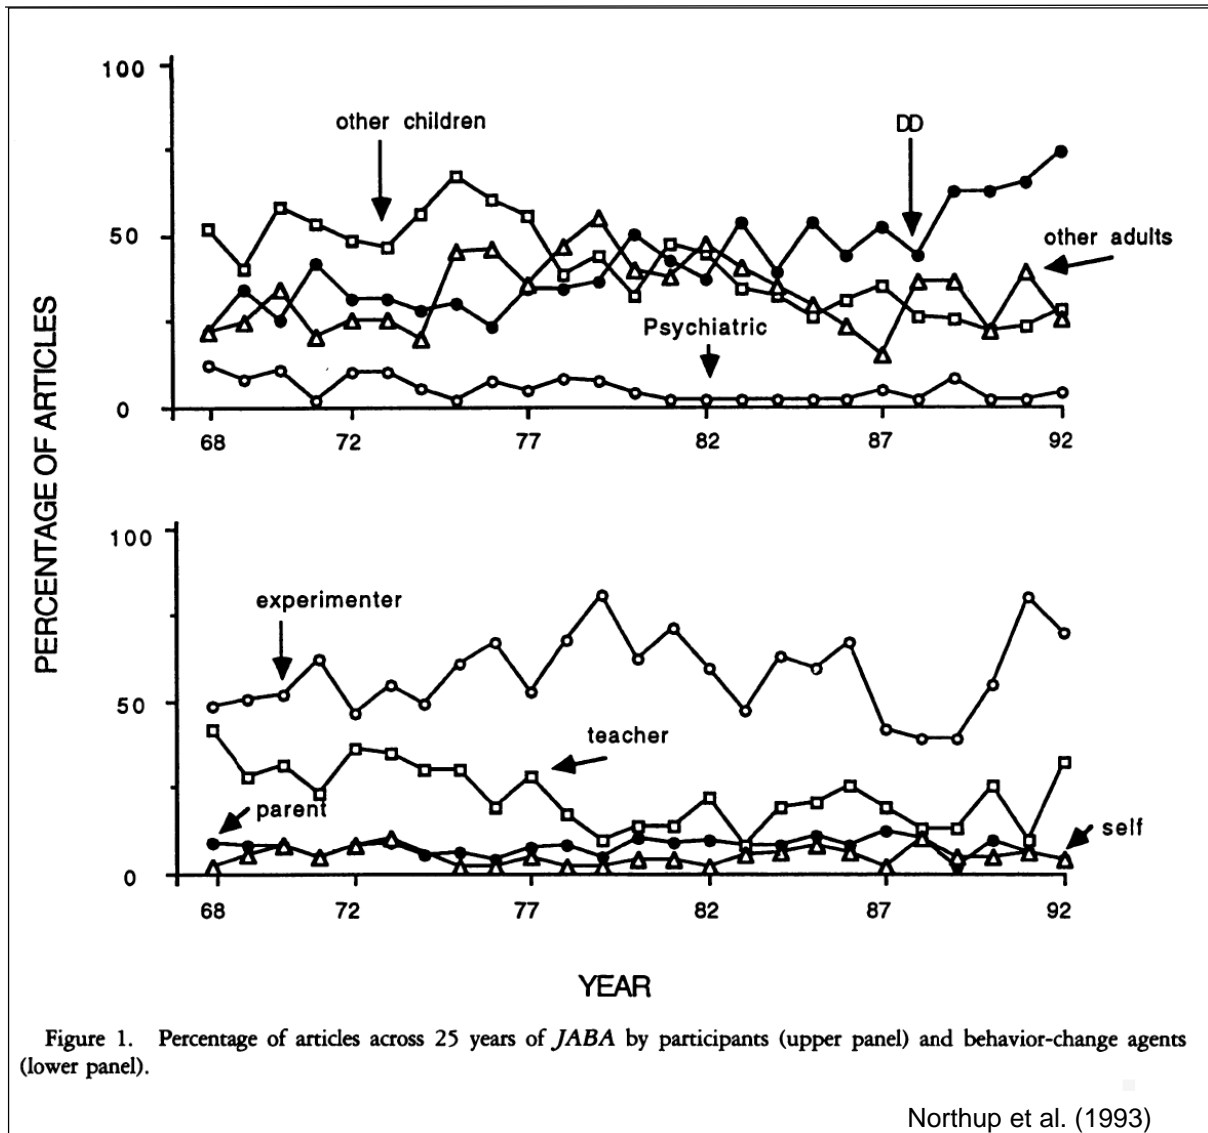 100
other children
DD
50
other adults
Psychiatric
0
68 72 77 82 87 92
PERCENTAGE OF ARTICLES
100
experimenter
50
teacher
parent
self
0
68 72 77 82 87 92
YEAR
Figure 1. Percentage of articles across 25 years of JABA by participants (upper panel) and behavior-change agents
(lower panel).
Northup et al. (1993)